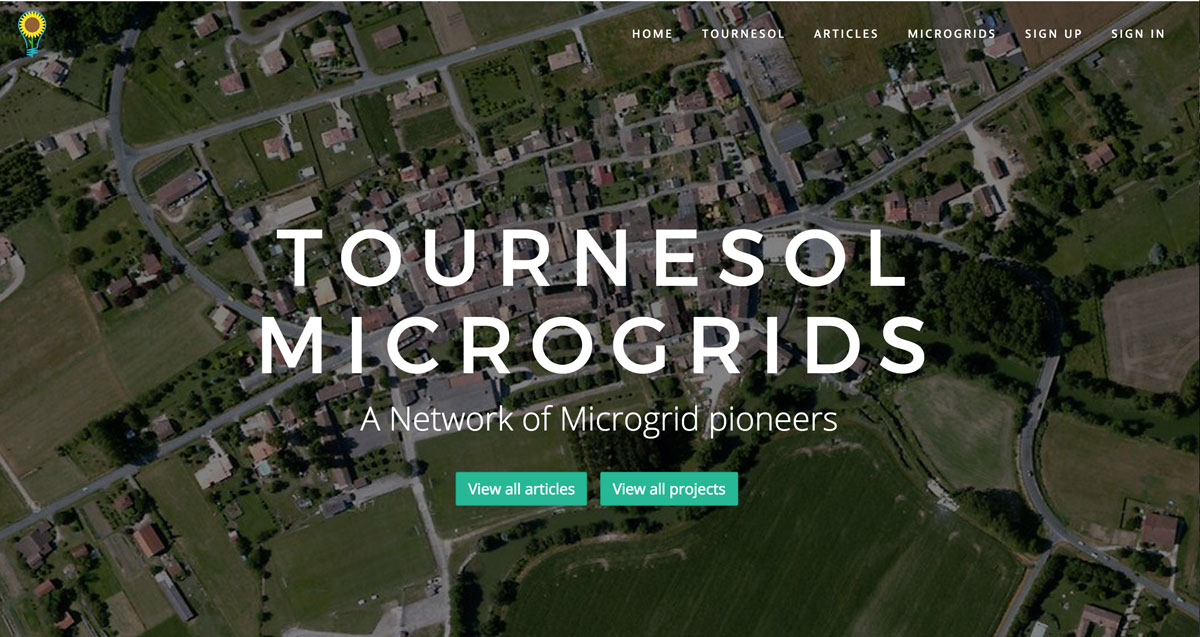 HOME
TOURNESOL
ARTICLES
MICROGRIDS
SIGN UP
SIGN IN
TOURNESOL
MICROGRIDS
A Network of Microgrid pioneers
View all articles
View all projects